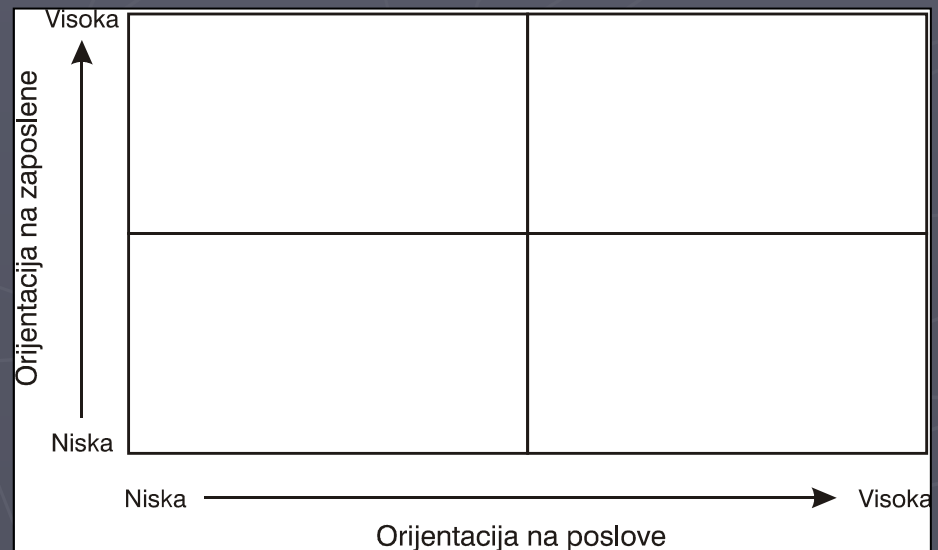 Visoka
Orijentacija na zaposlene
Niska
Niska
Visoka
Orijentacija na poslove